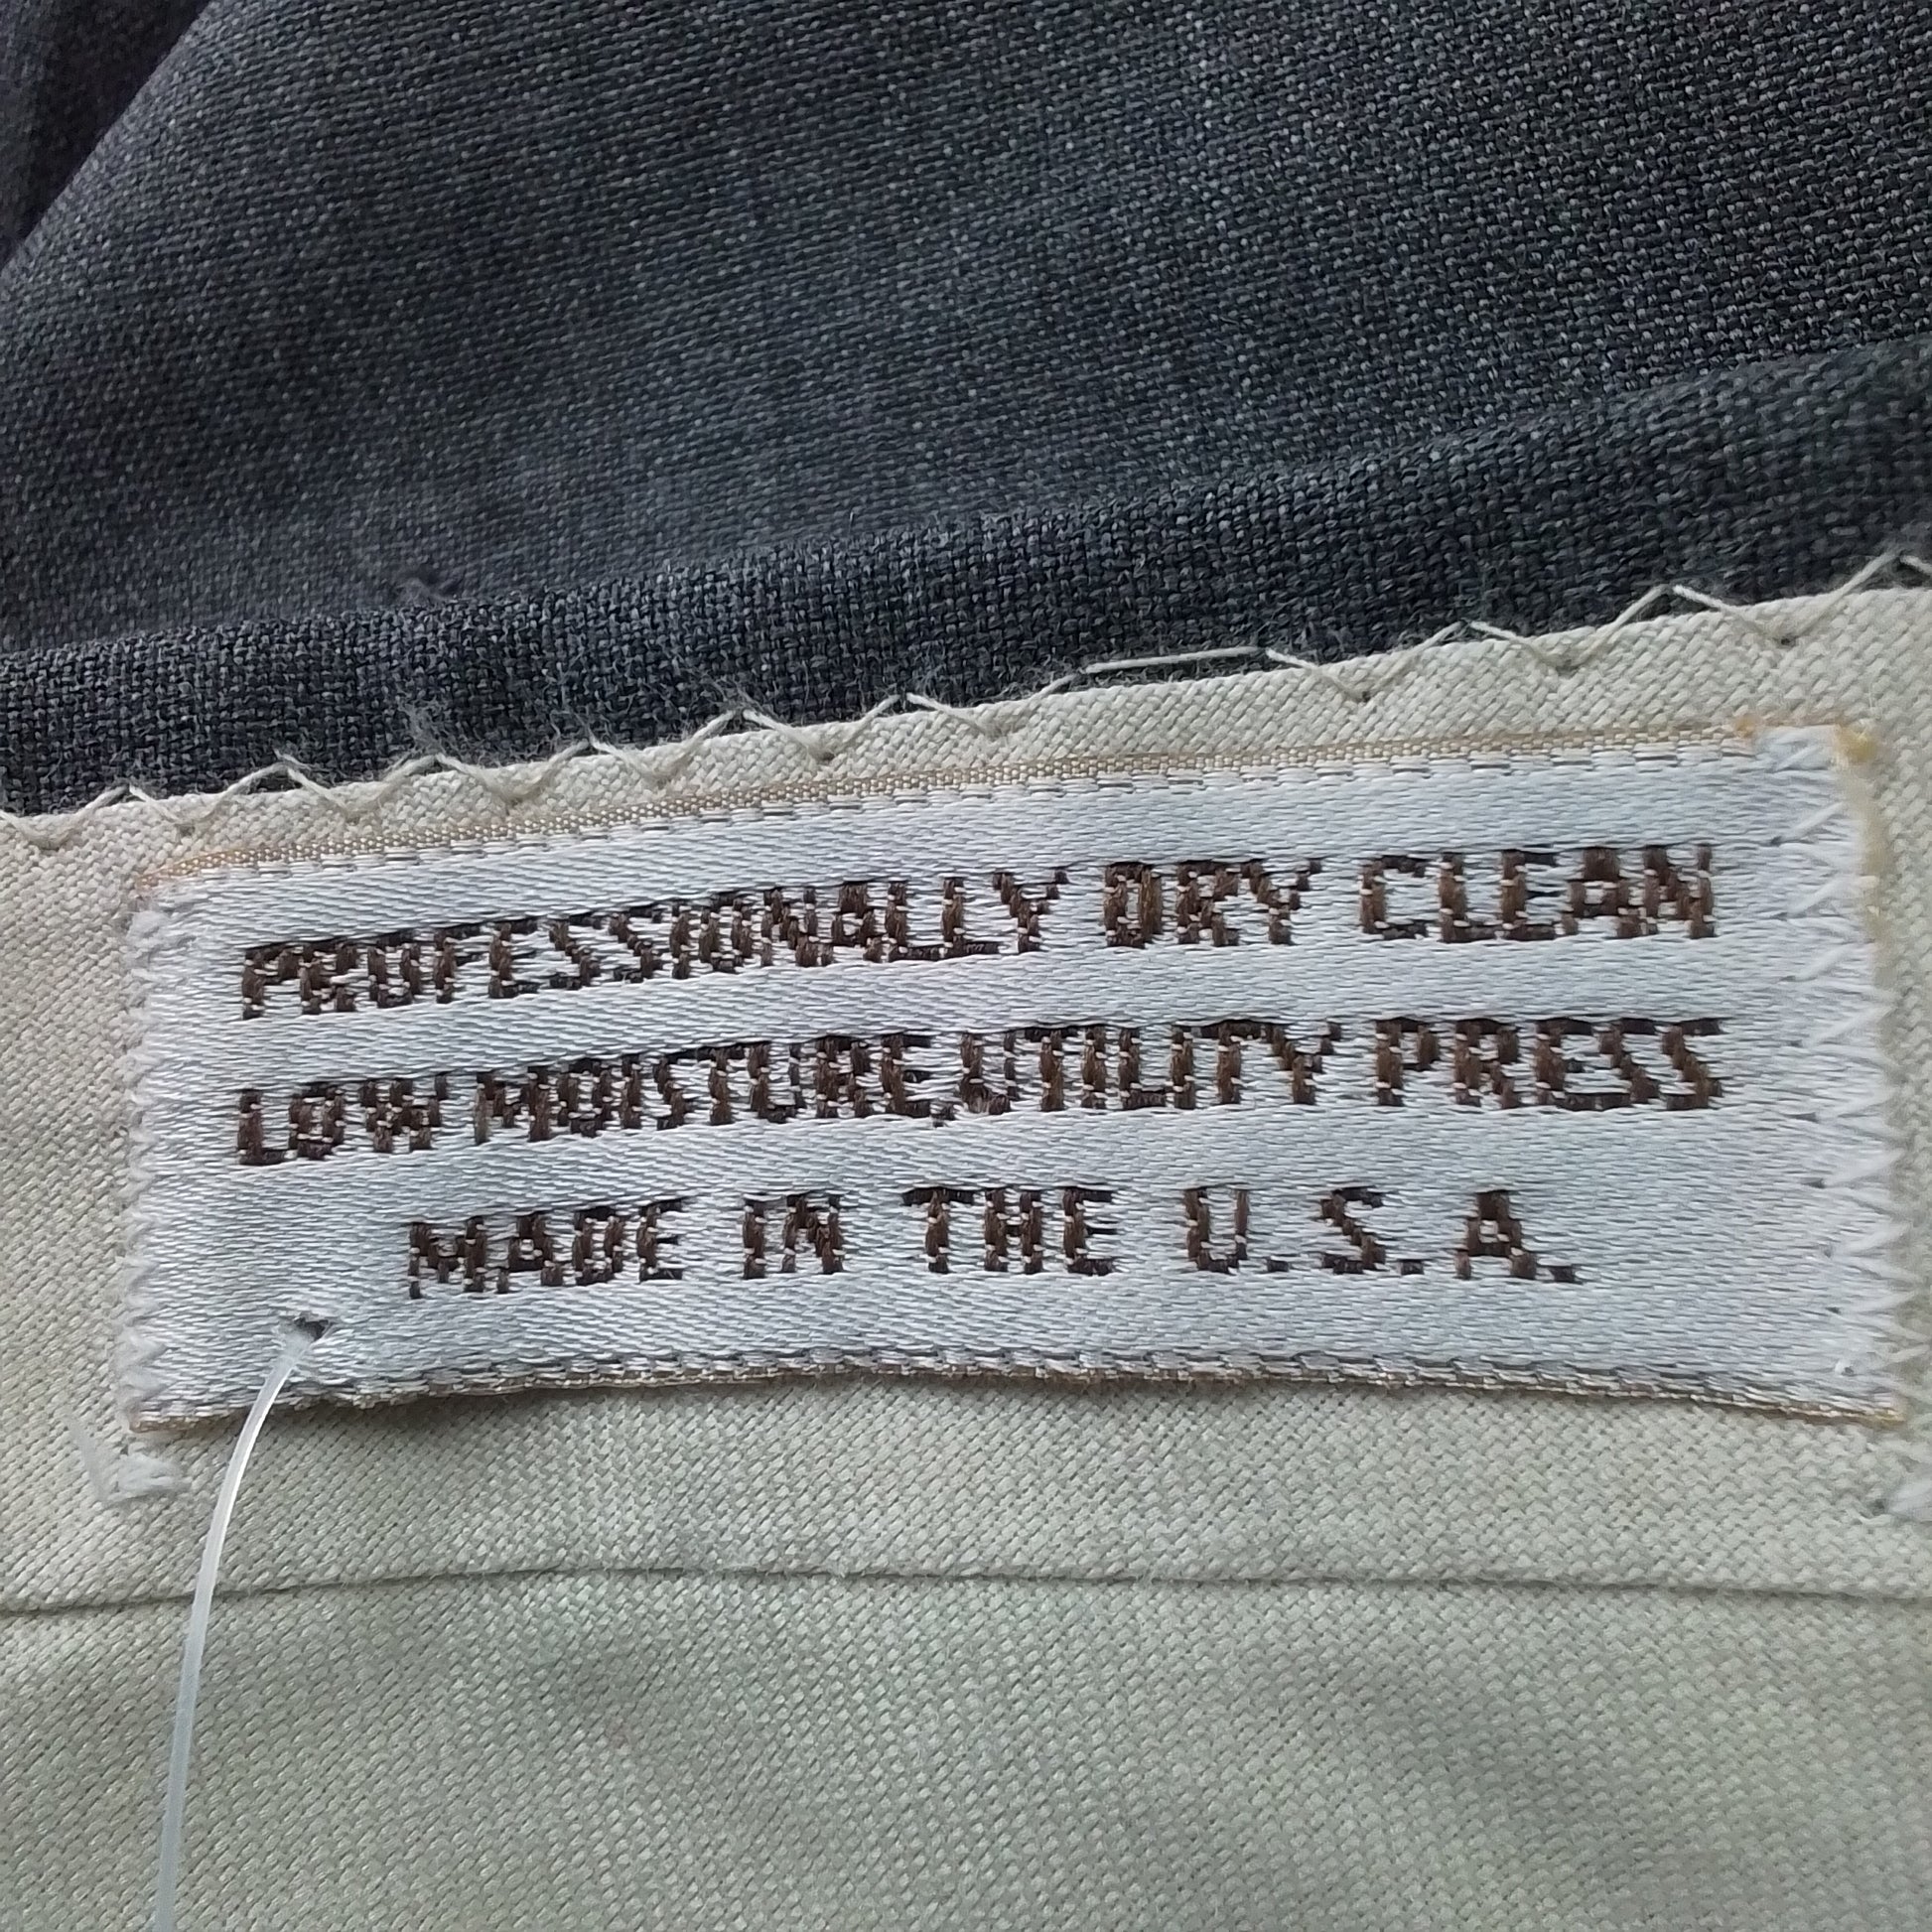 PROFESSIONALLY DRY CLEAN
LOW MOISTURE, UTILITY PRESS
MADE IN THE U.S.A.